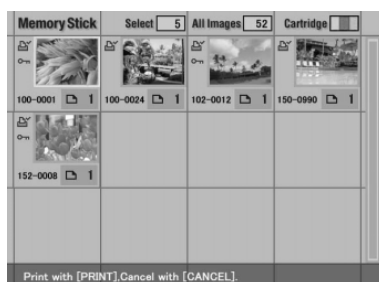 Memory Stick Select 5 All Images 52 Cartridge
100-0001 1 100-0024 1 102-0012 1 150-0990 1
152-0008 1
Print with [PRINT],Cancel with [CANCEL].